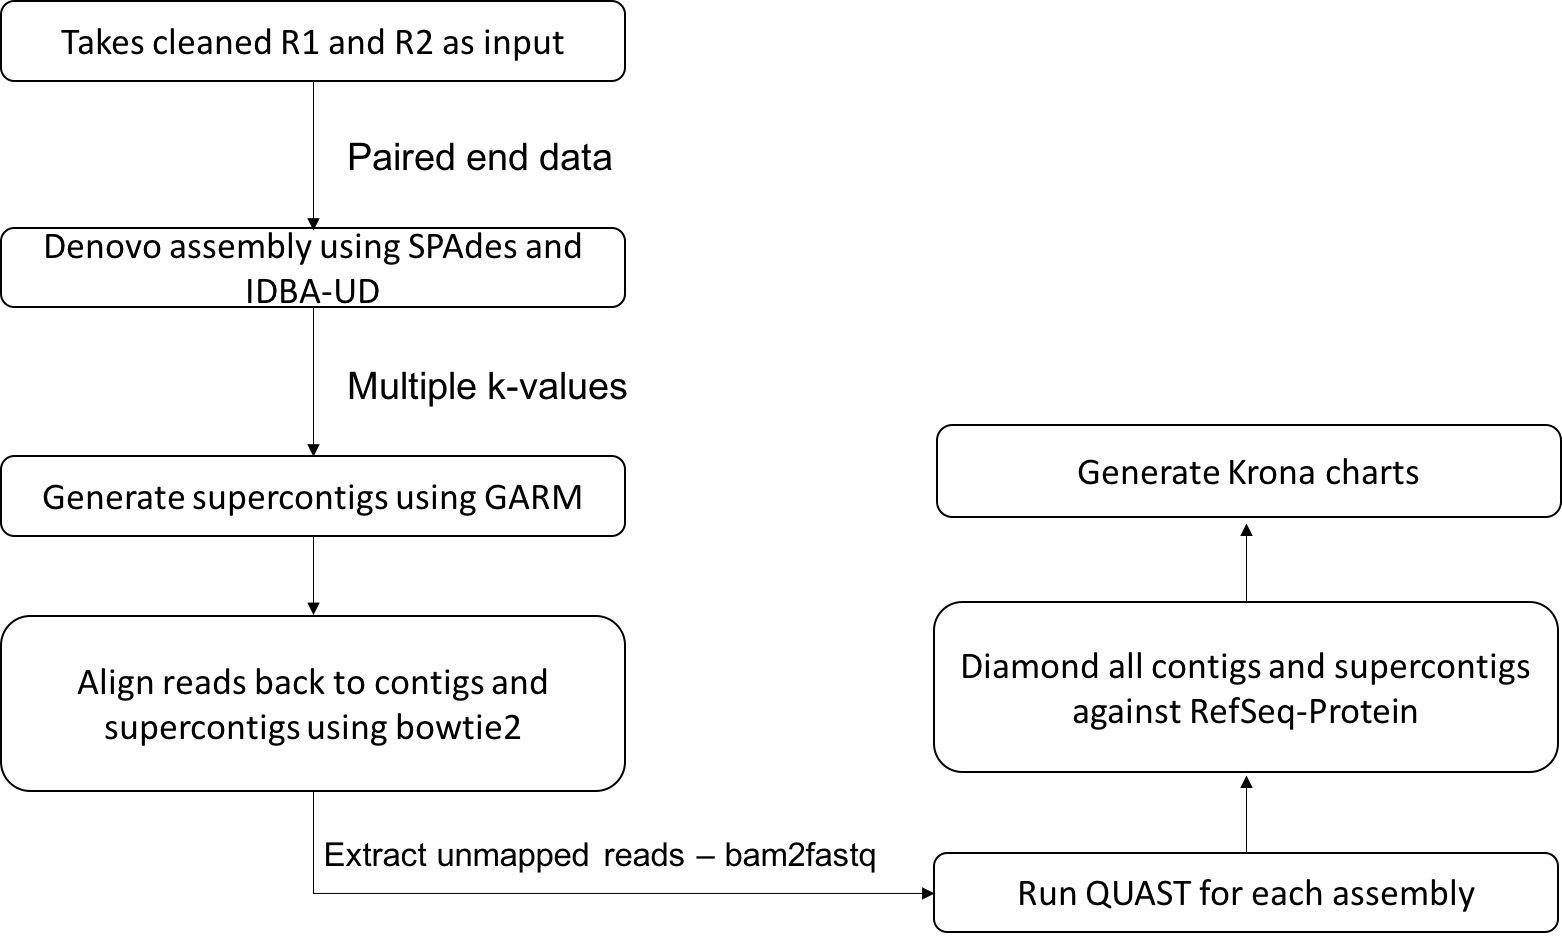 Takes cleaned R1 and R2 as input
Paired end data
Denovo assembly using SPAdes and
IDBA-UD
Multiple k-values
Generate supercontigs using GARM
Align reads back to contigs and
supercontigs using bowtie2
Extract unmapped reads – bam2fastq
Run QUAST for each assembly
Diamond all contigs and supercontigs
against RefSeq-Protein
Generate Krona charts